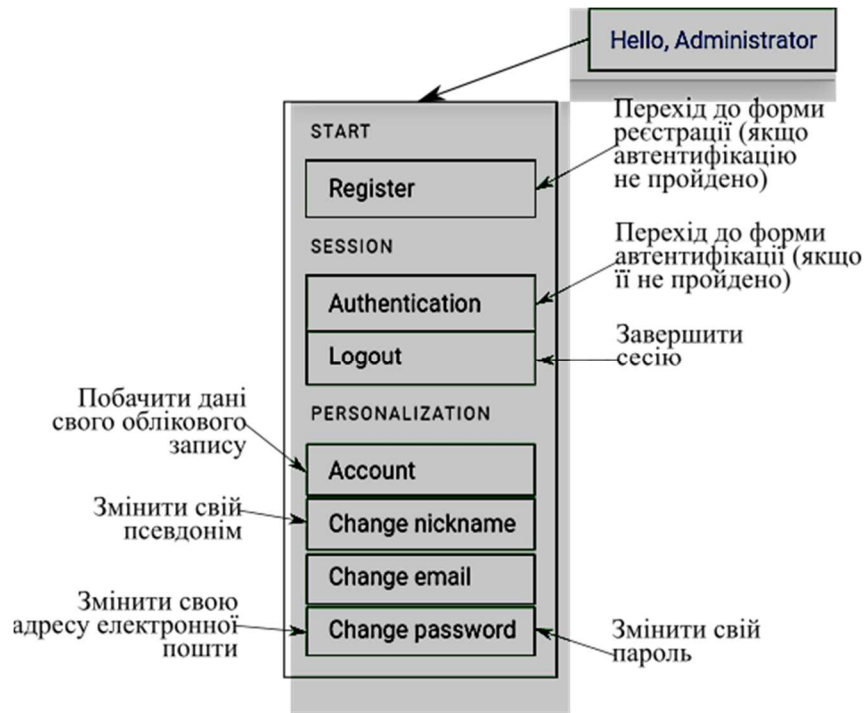 Hello, Administrator
START
Register
Перехід до форми
реєстрації (якщо
автентифікацію
не пройдено)
SESSION
Authentication
Перехід до форми
автентифікації (якщо
її не пройдено)
Logout
Завершити
сесію
PERSONALIZATION
Побачити дані
свого облікового
запису
Account
Змінити свій
псевдонім
Change nickname
Change email
Змінити свою
адресу електронної
пошти
Change password
Змінити свій
пароль